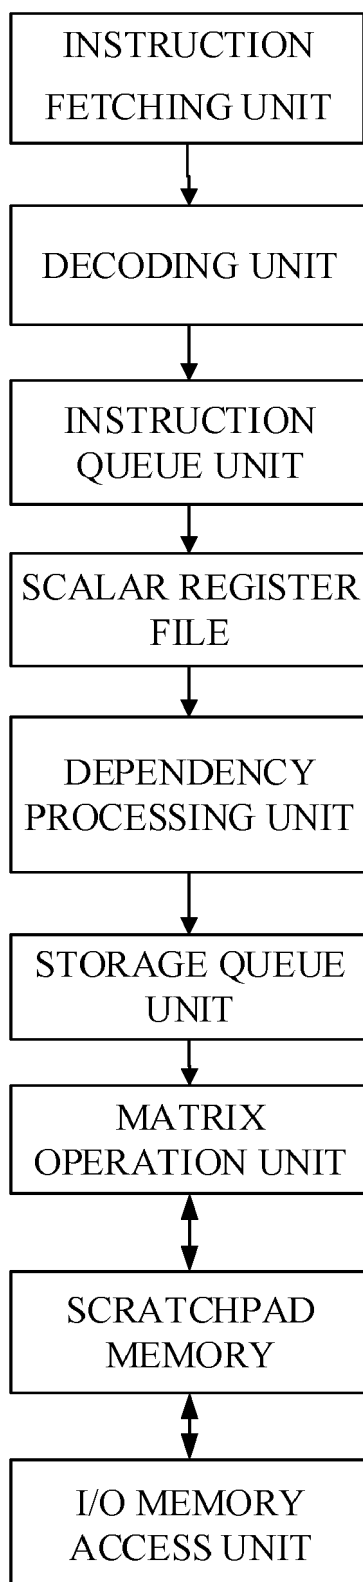 INSTRUCTION
FETCHING UNIT
DECODING UNIT
INSTRUCTION
QUEUE UNIT
SCALAR REGISTER
FILE
DEPENDENCY
PROCESSING UNIT
STORAGE QUEUE
UNIT
MATRIX
OPERATION UNIT
SCRATCHPAD
MEMORY
I/O MEMORY
ACCESS UNIT